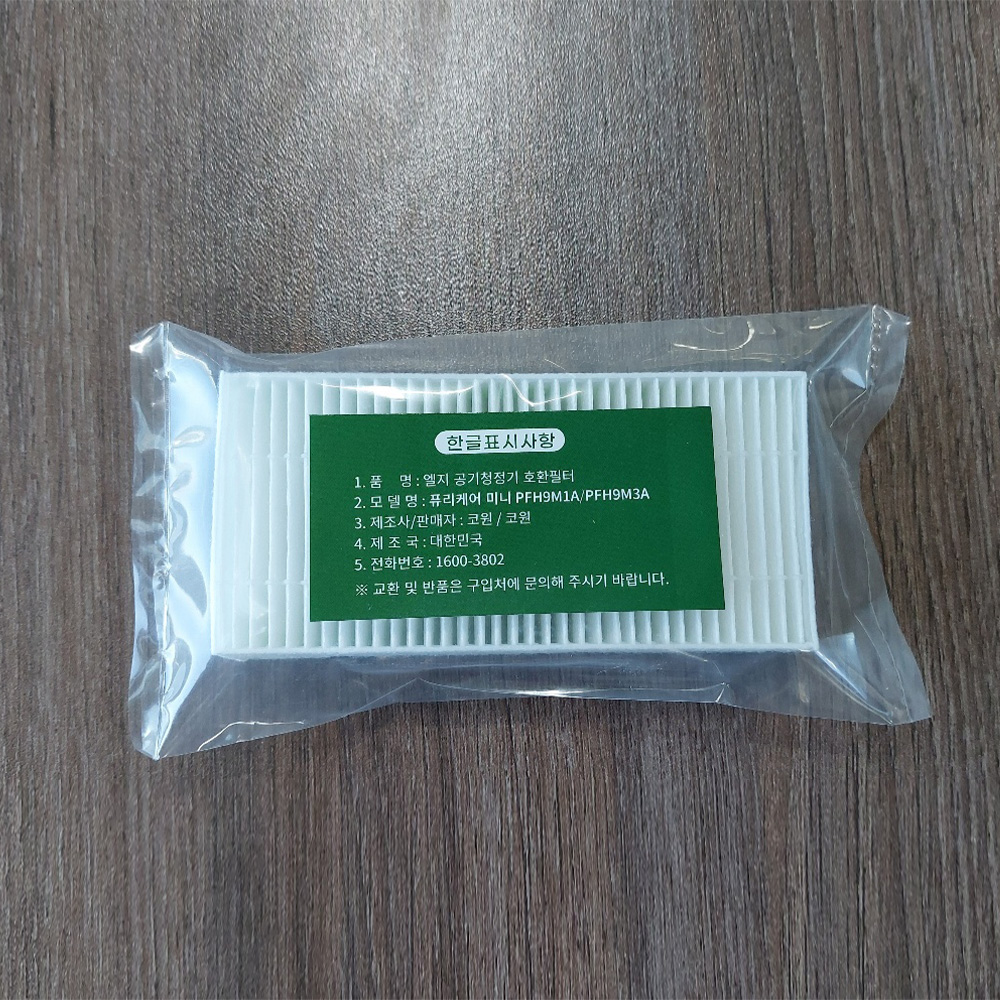 한글표시사항
1. 품 명 : 엘지 공기청정기 호환필터
2. 모 델 명 : 퓨리케어 미니 PFH9M1A/PFH9M3A
3. 제조사/판매자 : 코원 / 코원
4. 제 조 국 : 대한민국
5. 전화번호 : 1600-3802
※ 교환 및 반품은 구입처에 문의해 주시기 바랍니다.